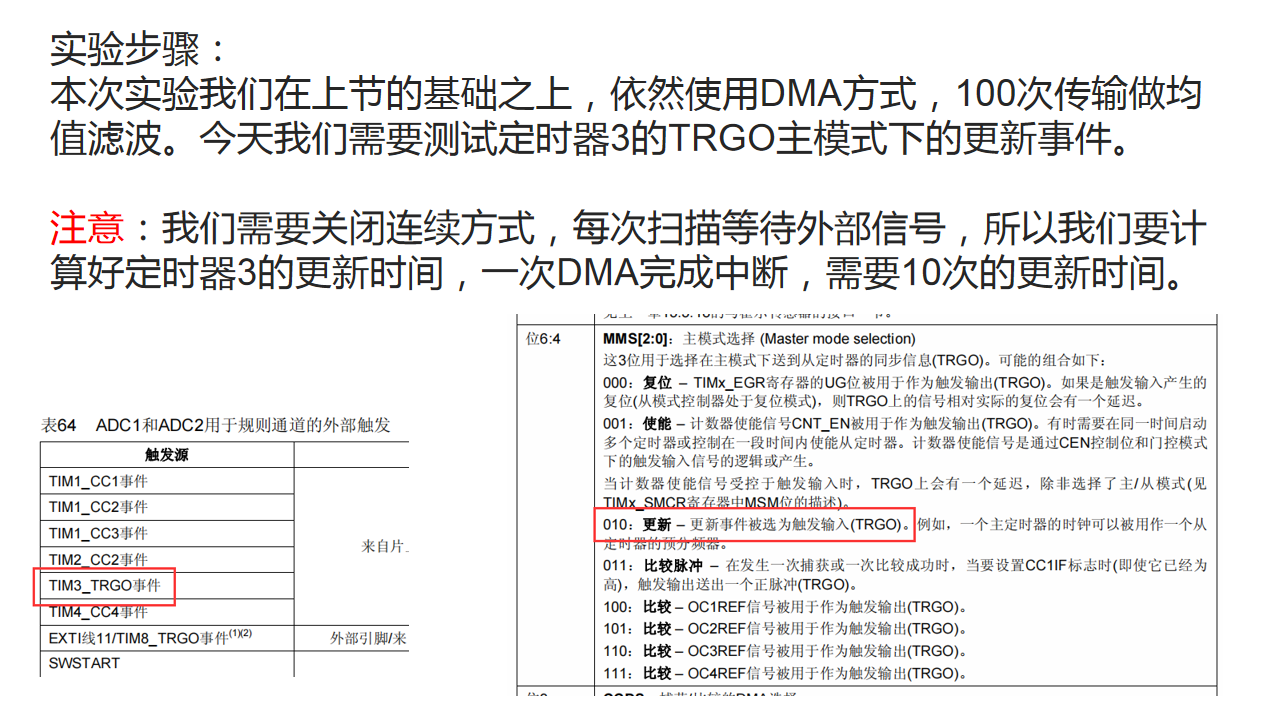 实验步骤：
本次实验我们在上节的基础之上，依然使用DMA方式，100次传输做均
值滤波。今天我们需要测试定时器3的TRGO主模式下的更新事件。
注意：我们需要关闭连续方式，每次扫描等待外部信号，所以我们要计
算好定时器3的更新时间，一次DMA完成中断，需要10次的更新时间。
表64 ADC1和ADC2用于规则通道的外部触发
触发源
TIM1_CC1事件
TIM1_CC2事件
TIM1_CC3事件
TIM2_CC2事件
来自片上
TIM3_TRGO事件
TIM4_CC4事件
EXTI线11/TIM8_TRGO事件(1)(2)
外部引脚/来
SWSTART
位6:4
MMS[2:0]：主模式选择 (Master mode selection)
这3位用于选择在主模式下送到从定时器的同步信息(TRGO)。可能的组合如下：
000：复位 – TIMx_EGR寄存器的UG位被用于作为触发输出(TRGO)。如果是触发输入产生的
复位(从模式控制器处于复位模式)，则TRGO上的信号相对实际的复位会有一个延迟。
001：使能 – 计数器使能信号CNT_EN被用于作为触发输出(TRGO)。有时需要在同一时间启动
多个定时器或控制在一段时间内使能从定时器。计数器使能信号是通过CEN控制位和门控模式
下的触发输入信号的逻辑或产生。
当计数器使能信号受控于触发输入时，TRGO上会有一个延迟，除非选择了主/从模式(见
TIMx_SMCR寄存器中MSM位的描述)。
010：更新 – 更新事件被选为触发输入(TRGO)。例如，一个主定时器的时钟可以被用作一个从
定时器的预分频器。
011：比较脉冲 – 在发生一次捕获或一次比较成功时，当要设置CC1IF标志时(即使它已经为
高)，触发输出送出一个正脉冲(TRGO)。
100：比较 – OC1REF信号被用于作为触发输出(TRGO)。
101：比较 – OC2REF信号被用于作为触发输出(TRGO)。
110：比较 – OC3REF信号被用于作为触发输出(TRGO)。
111：比较 – OC4REF信号被用于作为触发输出(TRGO)。